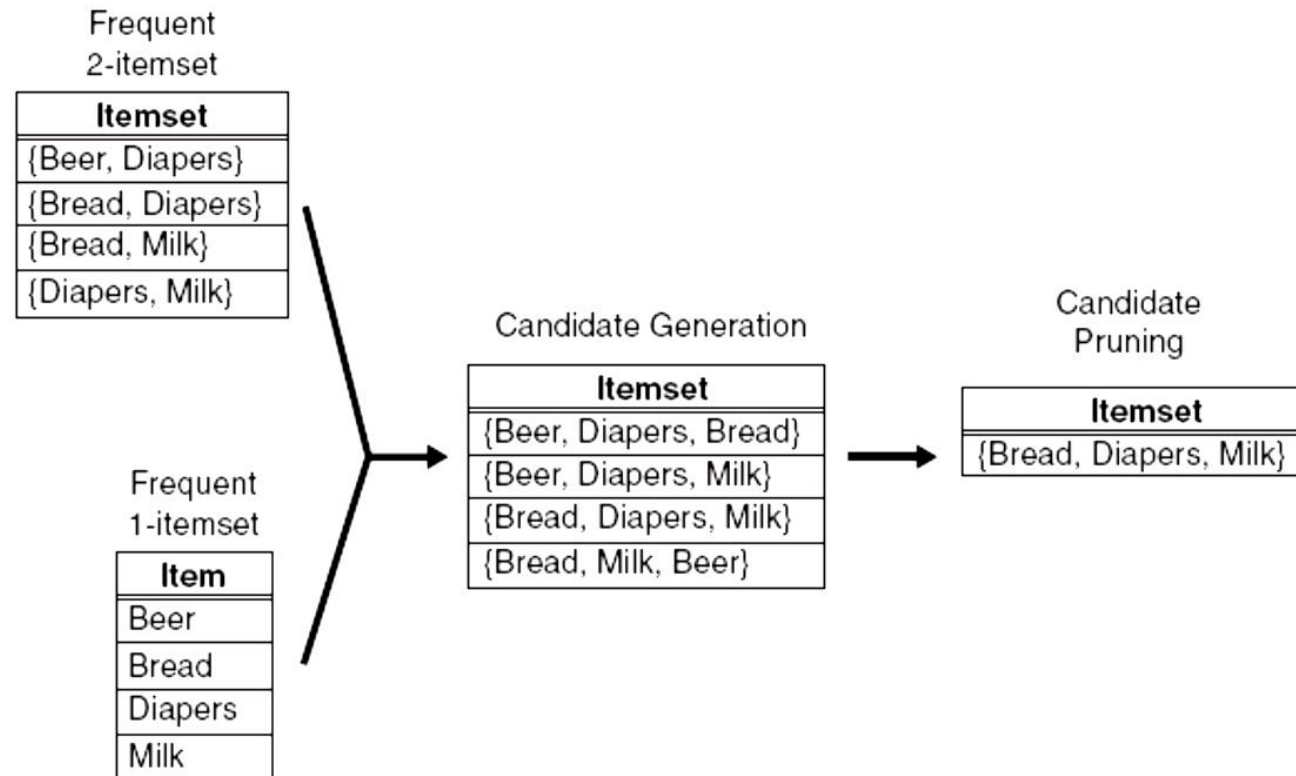 Frequent
2-itemset
Itemset
{Beer, Diapers}
{Bread, Diapers}
{Bread, Milk}
{Diapers, Milk}
Frequent
1-itemset
Item
Beer
Bread
Diapers
Milk
Candidate Generation
Itemset
{Beer, Diapers, Bread}
{Beer, Diapers, Milk}
{Bread, Diapers, Milk}
{Bread, Milk, Beer}
Candidate
Pruning
Itemset
{Bread, Diapers, Milk}